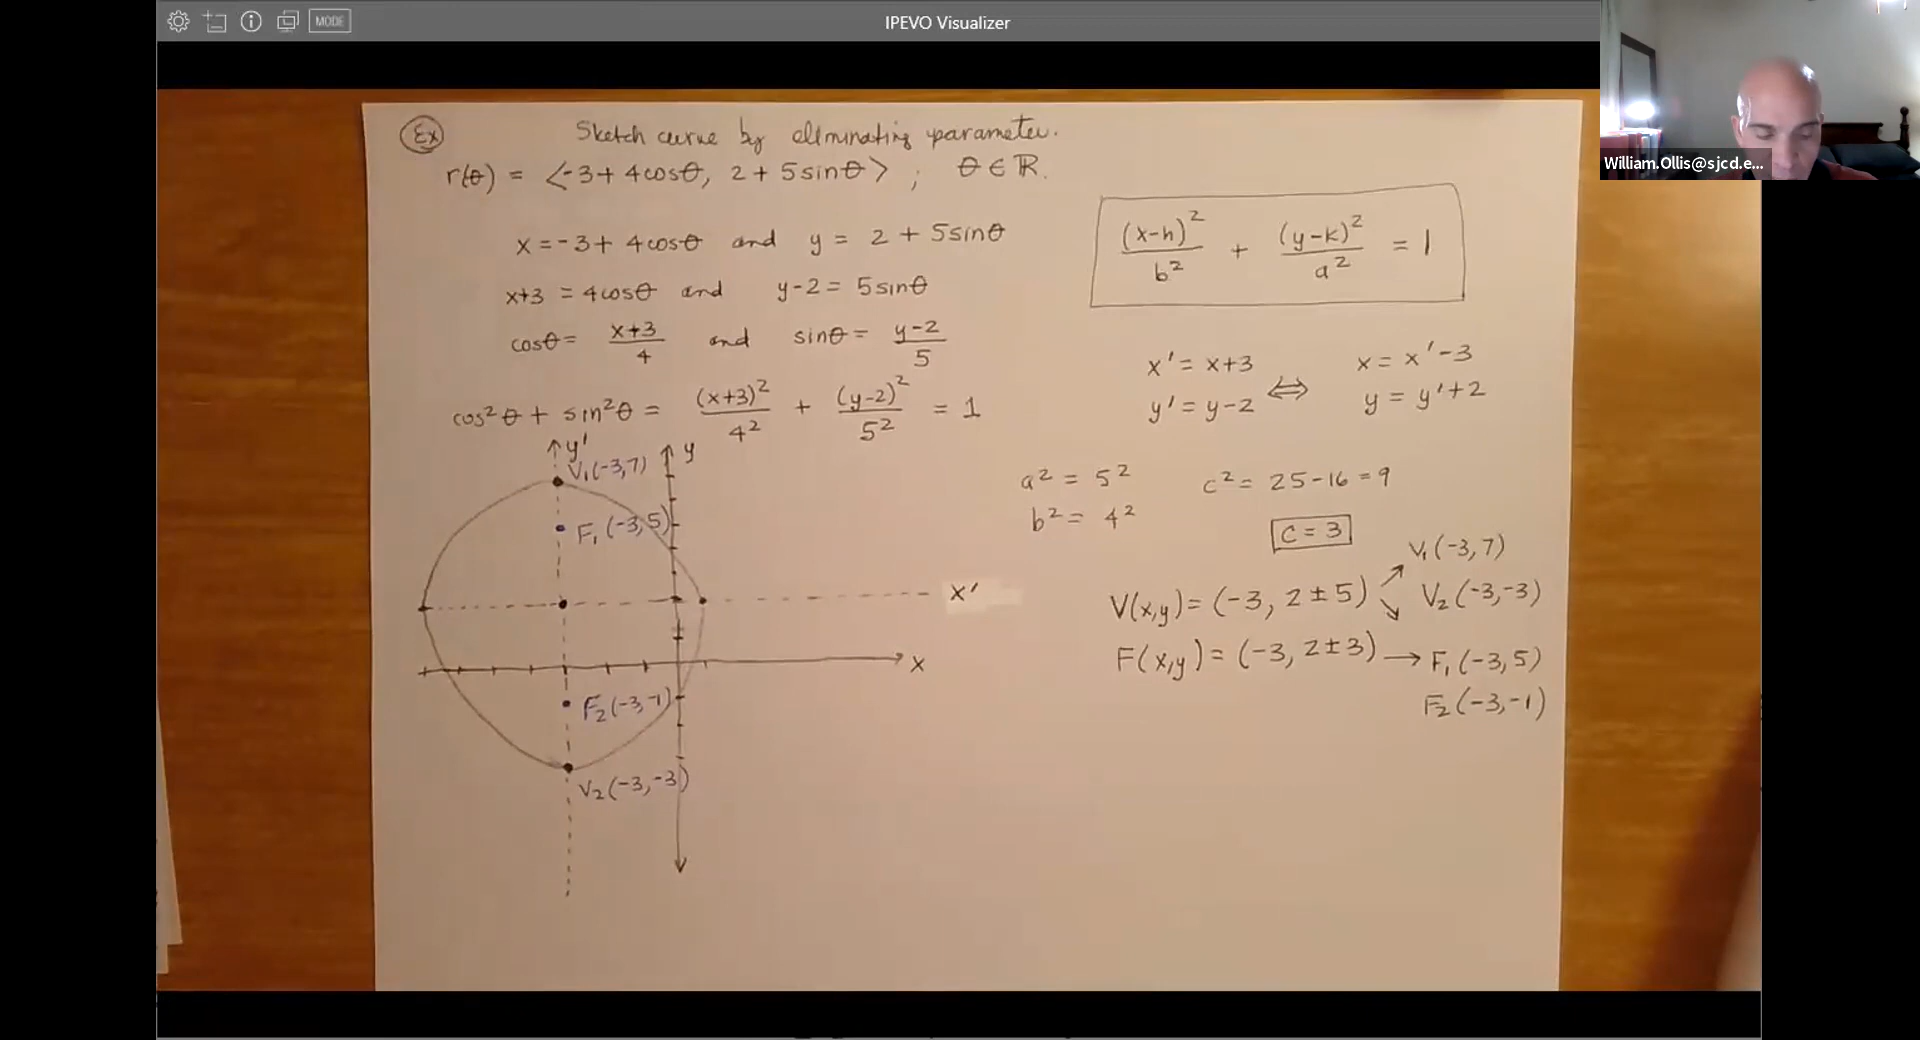 MODE
IPEVO Visualizer
William.Ollis@sjcd.e...
Ex Sketch curve by eliminating parameter.
r(θ) = <-3 + 4cosθ, 2 + 5sinθ> ; θ ∈ ℝ.
x = -3 + 4cosθ and y = 2 + 5sinθ
x+3 = 4cosθ and y-2 = 5sinθ
cosθ = (x+3)/4 and sinθ = (y-2)/5
cos²θ + sin²θ = (x+3)²/4² + (y-2)²/5² = 1
(x-h)²/b² + (y-k)²/a² = 1
x' = x+3 ⇔ x = x'-3
y' = y-2 y = y'+2
a² = 5² c² = 25-16 = 9
b² = 4² c = 3
V(x,y) = (-3, 2±5) V₁(-3,7)
V₂(-3,-3)
F(x,y) = (-3, 2±3) → F₁(-3,5)
F₂(-3,-1)
y' y
V₁(-3,7)
F₁(-3,5)
x'
x
F₂(-3,-1)
V₂(-3,-3)